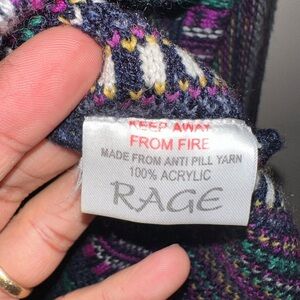 KEEP AWAY
FROM FIRE
MADE FROM ANTI PILL YARN
100% ACRYLIC
RAGE